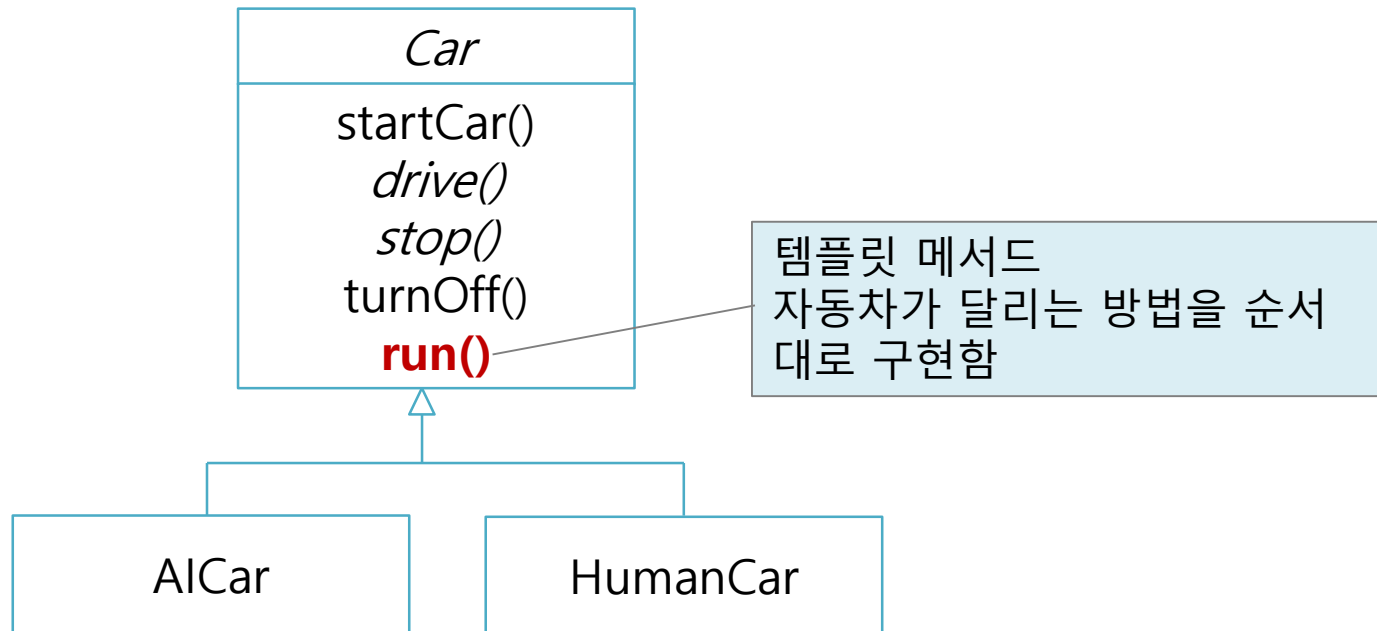 Car
startCar()
drive()
stop()
turnOff()
run()
템플릿 메서드
자동차가 달리는 방법을 순서
대로 구현함
AICar
HumanCar